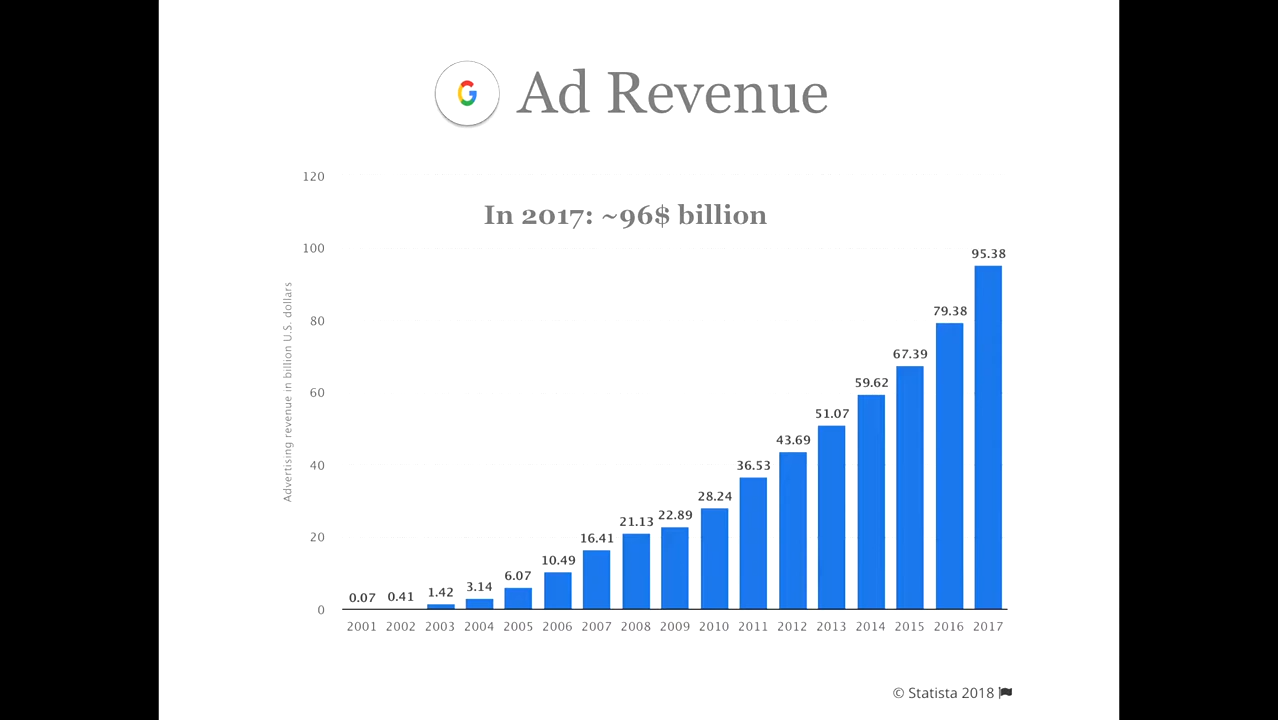 G Ad Revenue
In 2017: ~96$ billion
Advertising revenue in billion U.S. dollars
120
100
80
60
40
20
0
0.07 0.41 1.42 3.14 6.07 10.49 16.41 21.13 22.89 28.24 36.53 43.69 51.07 59.62 67.39 79.38 95.38
2001 2002 2003 2004 2005 2006 2007 2008 2009 2010 2011 2012 2013 2014 2015 2016 2017
© Statista 2018